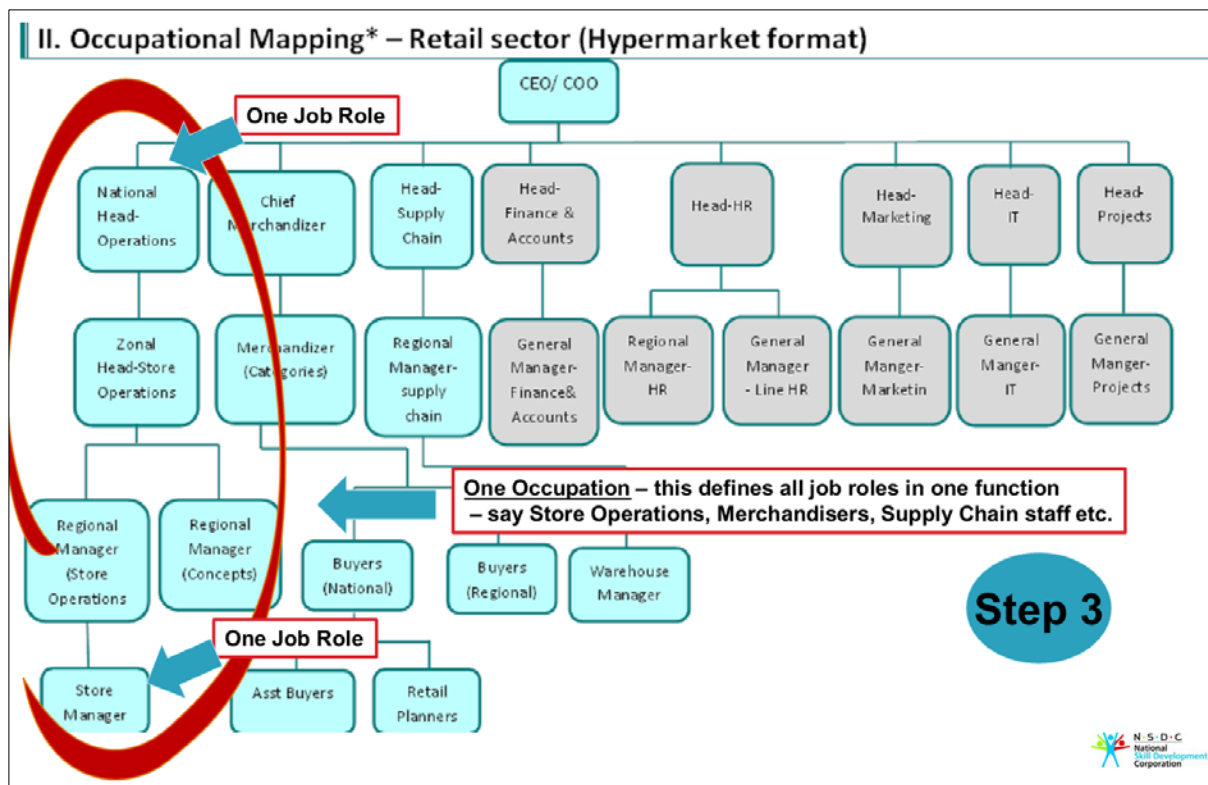 II. Occupational Mapping* – Retail sector (Hypermarket format)
CEO/ COO
One Job Role
National
Head-
Operations
Chief
Merchandizer
Head-
Supply
Chain
Head-
Finance &
Accounts
Head-HR
Head-
Marketing
Head-
IT
Head-
Projects
Zonal
Head-Store
Operations
Merchandizer
(Categories)
Regional
Manager-
supply
chain
General
Manager-
Finance&
Accounts
Regional
Manager-
HR
General
Manager
- Line HR
General
Manger-
Marketin
General
Manger-
IT
General
Manger-
Projects
One Occupation – this defines all job roles in one function
– say Store Operations, Merchandisers, Supply Chain staff etc.
Regional
Manager
(Store
Operations
Regional
Manager
(Concepts)
Buyers
(National)
Buyers
(Regional)
Warehouse
Manager
Step 3
One Job Role
Store
Manager
Asst Buyers
Retail
Planners
N·S·D·C
National
Skill Development
Corporation